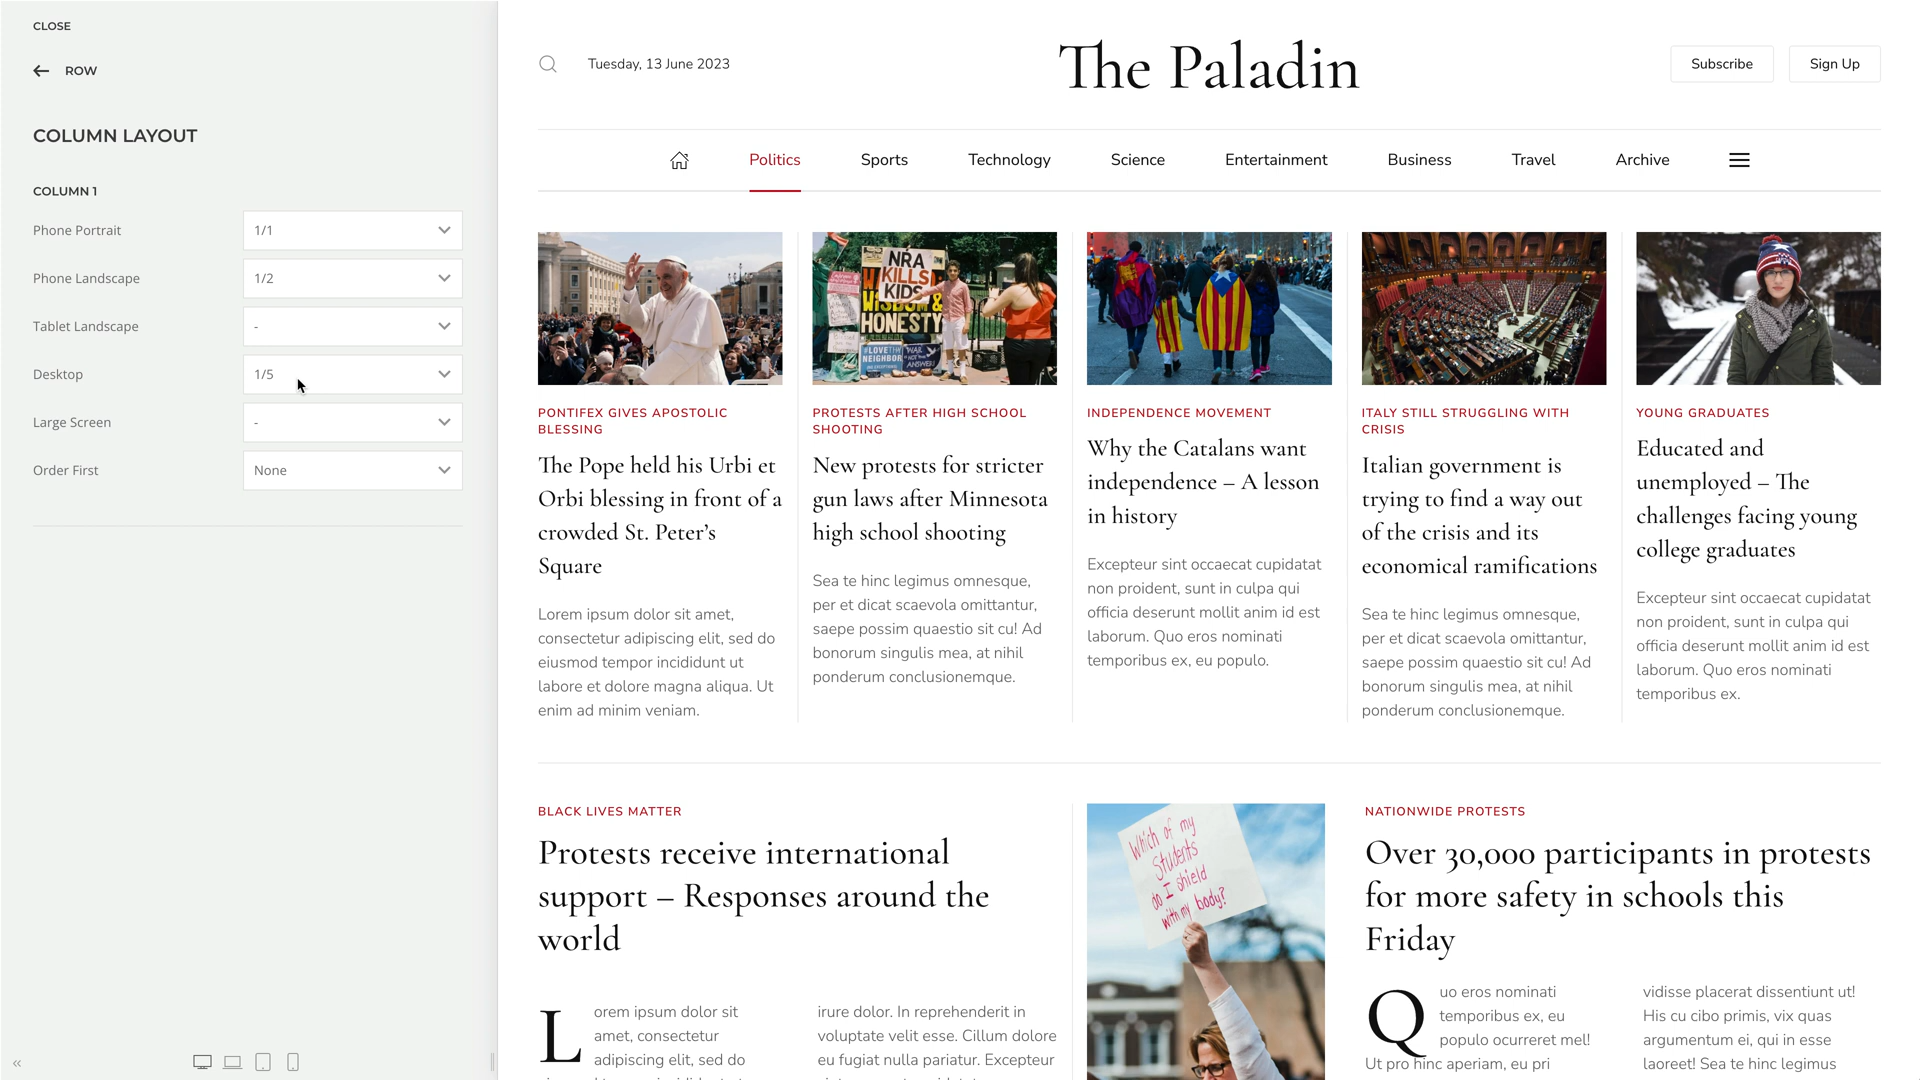 CLOSE
ROW
COLUMN LAYOUT
COLUMN 1
Phone Portrait
1/1
Phone Landscape
1/2
Tablet Landscape
-
Desktop
1/5
Large Screen
-
Order First
None
Tuesday, 13 June 2023
The Paladin
Subscribe
Sign Up
Politics
Sports
Technology
Science
Entertainment
Business
Travel
Archive
PONTIFEX GIVES APOSTOLIC
BLESSING
The Pope held his Urbi et
Orbi blessing in front of a
crowded St. Peter’s
Square
Lorem ipsum dolor sit amet,
consectetur adipiscing elit, sed do
eiusmod tempor incididunt ut
labore et dolore magna aliqua. Ut
enim ad minim veniam.
NRA
KILLS
KIDS
WISDOM &
HONESTY
#LOVETHY
NEIGHBOR
WAR
NOT
ANSWER!
PROTESTS AFTER HIGH SCHOOL
SHOOTING
New protests for stricter
gun laws after Minnesota
high school shooting
Sea te hinc legimus omnesque,
per et dicat scaevola omittantur,
saepe possim quaestio sit cu! Ad
bonorum singulis mea, at nihil
ponderum conclusionemque.
INDEPENDENCE MOVEMENT
Why the Catalans want
independence – A lesson
in history
Excepteur sint occaecat cupidatat
non proident, sunt in culpa qui
officia deserunt mollit anim id est
laborum. Quo eros nominati
temporibus ex, eu populo.
ITALY STILL STRUGGLING WITH
CRISIS
Italian government is
trying to find a way out
of the crisis and its
economical ramifications
Sea te hinc legimus omnesque,
per et dicat scaevola omittantur,
saepe possim quaestio sit cu! Ad
bonorum singulis mea, at nihil
ponderum conclusionemque.
YOUNG GRADUATES
Educated and
unemployed – The
challenges facing young
college graduates
Excepteur sint occaecat cupidatat
non proident, sunt in culpa qui
officia deserunt mollit anim id est
laborum. Quo eros nominati
temporibus ex.
BLACK LIVES MATTER
Protests receive international
support – Responses around the
world
Lorem ipsum dolor sit
amet, consectetur
adipiscing elit, sed do
irure dolor. In reprehenderit in
voluptate velit esse. Cillum dolore
eu fugiat nulla pariatur. Excepteur
Which of my
Students
do I shield
with my body?
NATIONWIDE PROTESTS
Over 30,000 participants in protests
for more safety in schools this
Friday
Quo eros nominati
temporibus ex, eu
populo ocurreret mel!
Ut pro hinc aperiam, eu pri
vidisse placerat dissentiunt ut!
His cu cibo primis, vix quas
argumentum ei, qui in esse
laoreet! Sea te hinc legimus